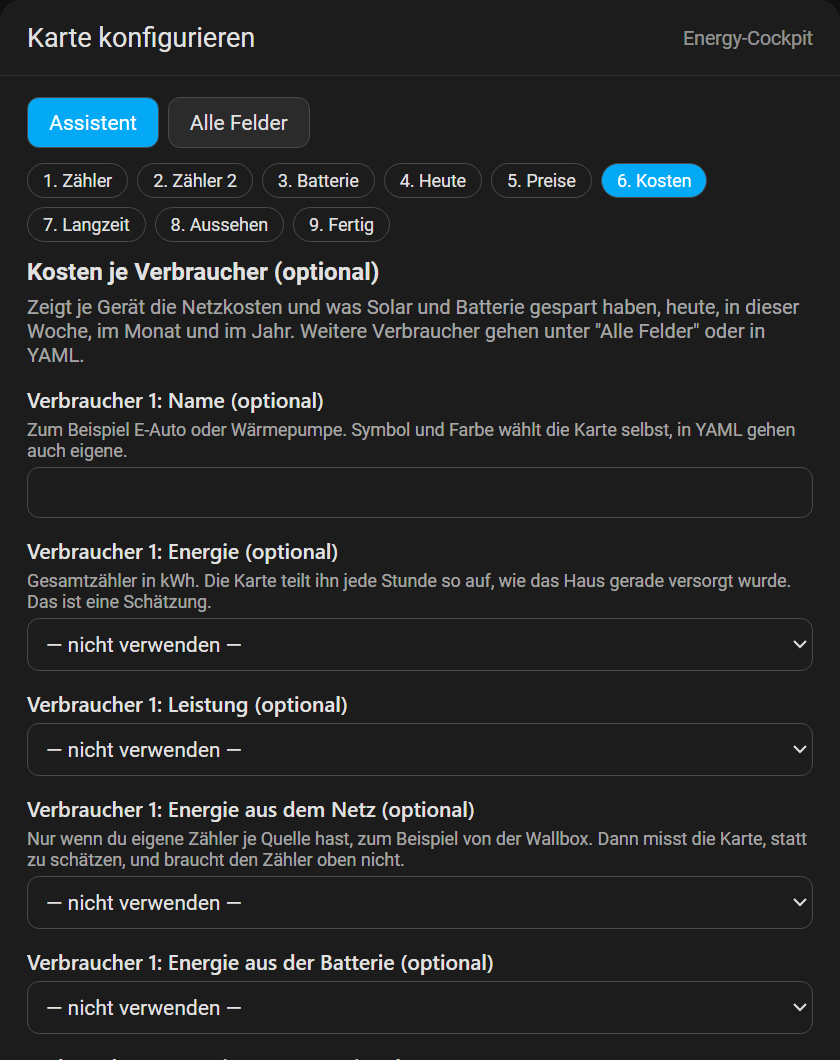 Karte konfigurieren
Energy-Cockpit
Assistent
Alle Felder
1. Zähler
2. Zähler 2
3. Batterie
4. Heute
5. Preise
6. Kosten
7. Langzeit
8. Aussehen
9. Fertig
Kosten je Verbraucher (optional)
Zeigt je Gerät die Netzkosten und was Solar und Batterie gespart haben, heute, in dieser
Woche, im Monat und im Jahr. Weitere Verbraucher gehen unter "Alle Felder" oder in
YAML.
Verbraucher 1: Name (optional)
Zum Beispiel E-Auto oder Wärmepumpe. Symbol und Farbe wählt die Karte selbst, in YAML gehen
auch eigene.
Verbraucher 1: Energie (optional)
Gesamtzähler in kWh. Die Karte teilt ihn jede Stunde so auf, wie das Haus gerade versorgt wurde.
Das ist eine Schätzung.
— nicht verwenden —
Verbraucher 1: Leistung (optional)
— nicht verwenden —
Verbraucher 1: Energie aus dem Netz (optional)
Nur wenn du eigene Zähler je Quelle hast, zum Beispiel von der Wallbox. Dann misst die Karte, statt
zu schätzen, und braucht den Zähler oben nicht.
— nicht verwenden —
Verbraucher 1: Energie aus der Batterie (optional)
— nicht verwenden —